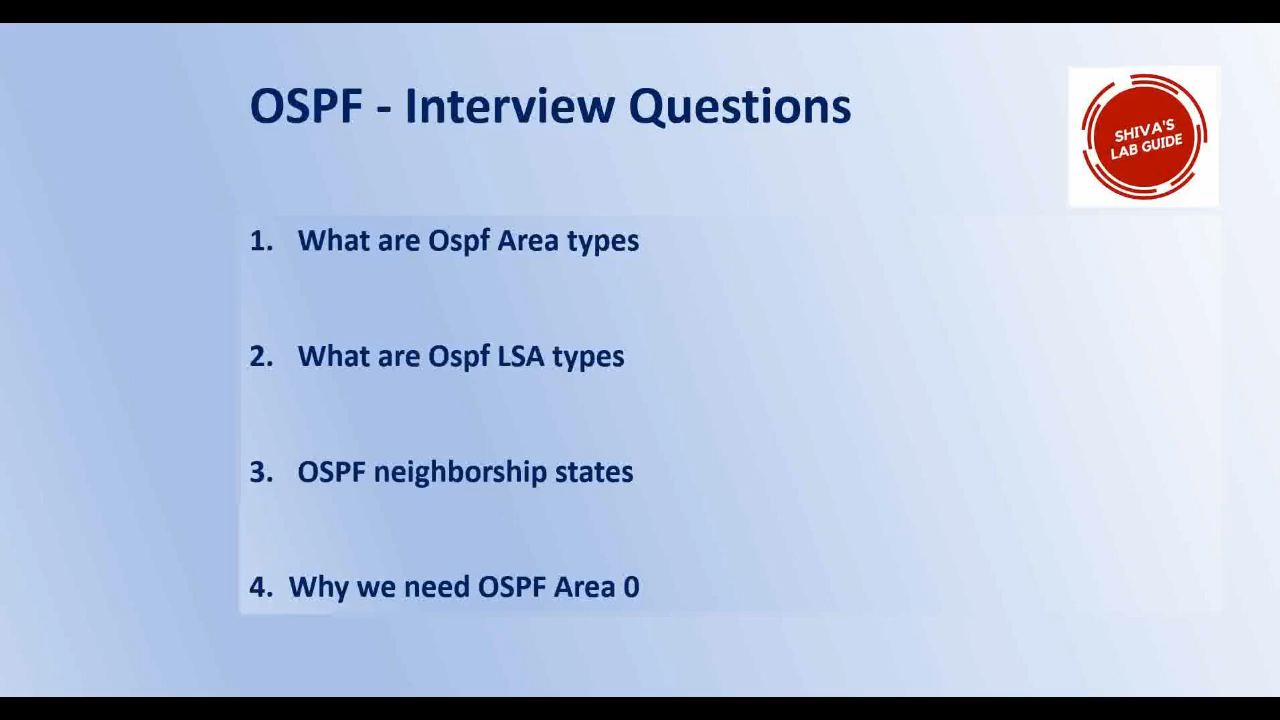 OSPF - Interview Questions
SHIVA'S
LAB GUIDE
1. What are Ospf Area types
2. What are Ospf LSA types
3. OSPF neighborship states
4. Why we need OSPF Area 0